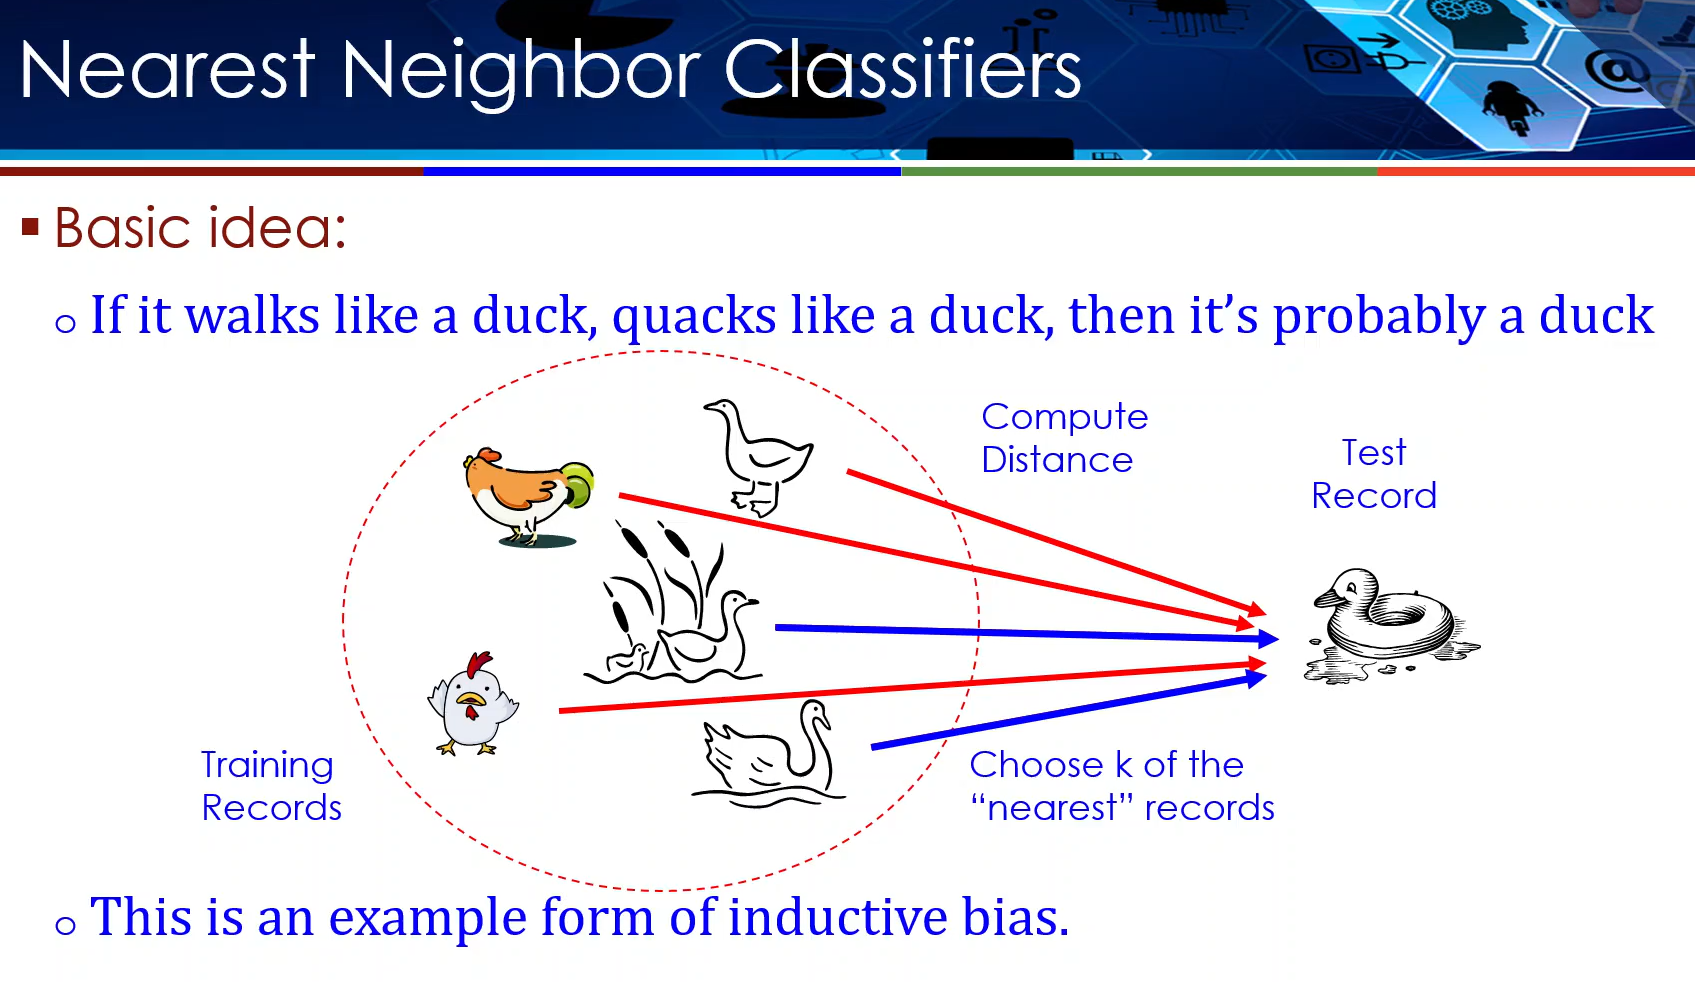 Nearest Neighbor Classifiers
Basic idea:
If it walks like a duck, quacks like a duck, then it’s probably a duck
Compute
Distance
Test
Record
Training
Records
Choose k of the
“nearest” records
This is an example form of inductive bias.